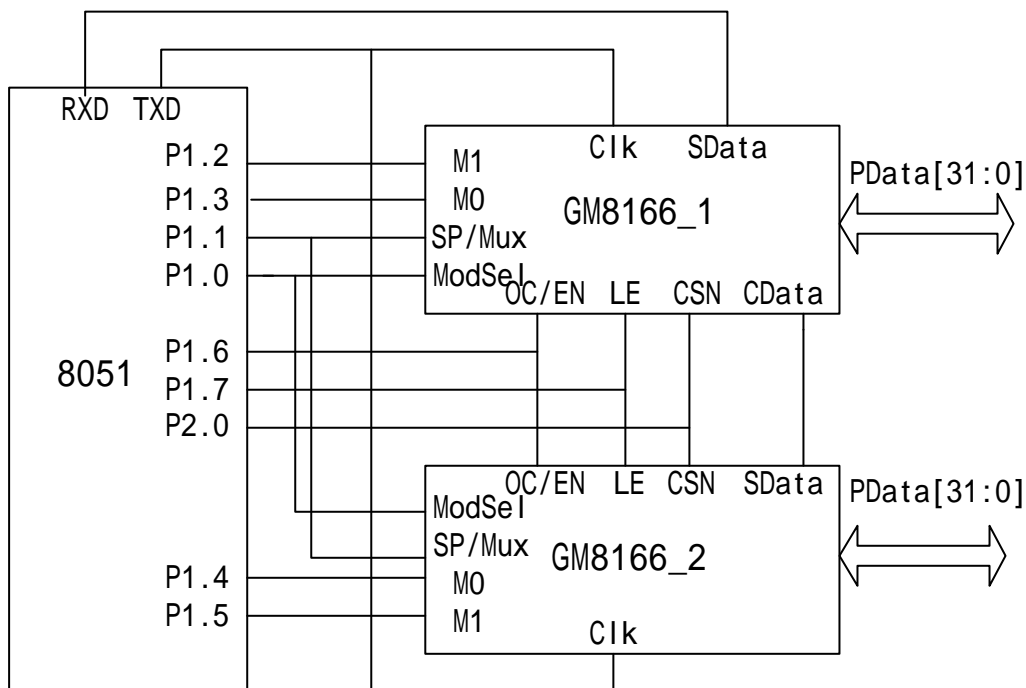 RXD TXD
P1.2
P1.3
P1.1
P1.0
P1.6
8051
P1.7
P2.0
P1.4
P1.5
Clk SData
M1
M0
GM8166_1
SP/Mux
ModSel
OC/EN LE CSN CData
PData[31:0]
OC/EN LE CSN SData
ModSel
SP/Mux
GM8166_2
M0
M1
Clk
PData[31:0]